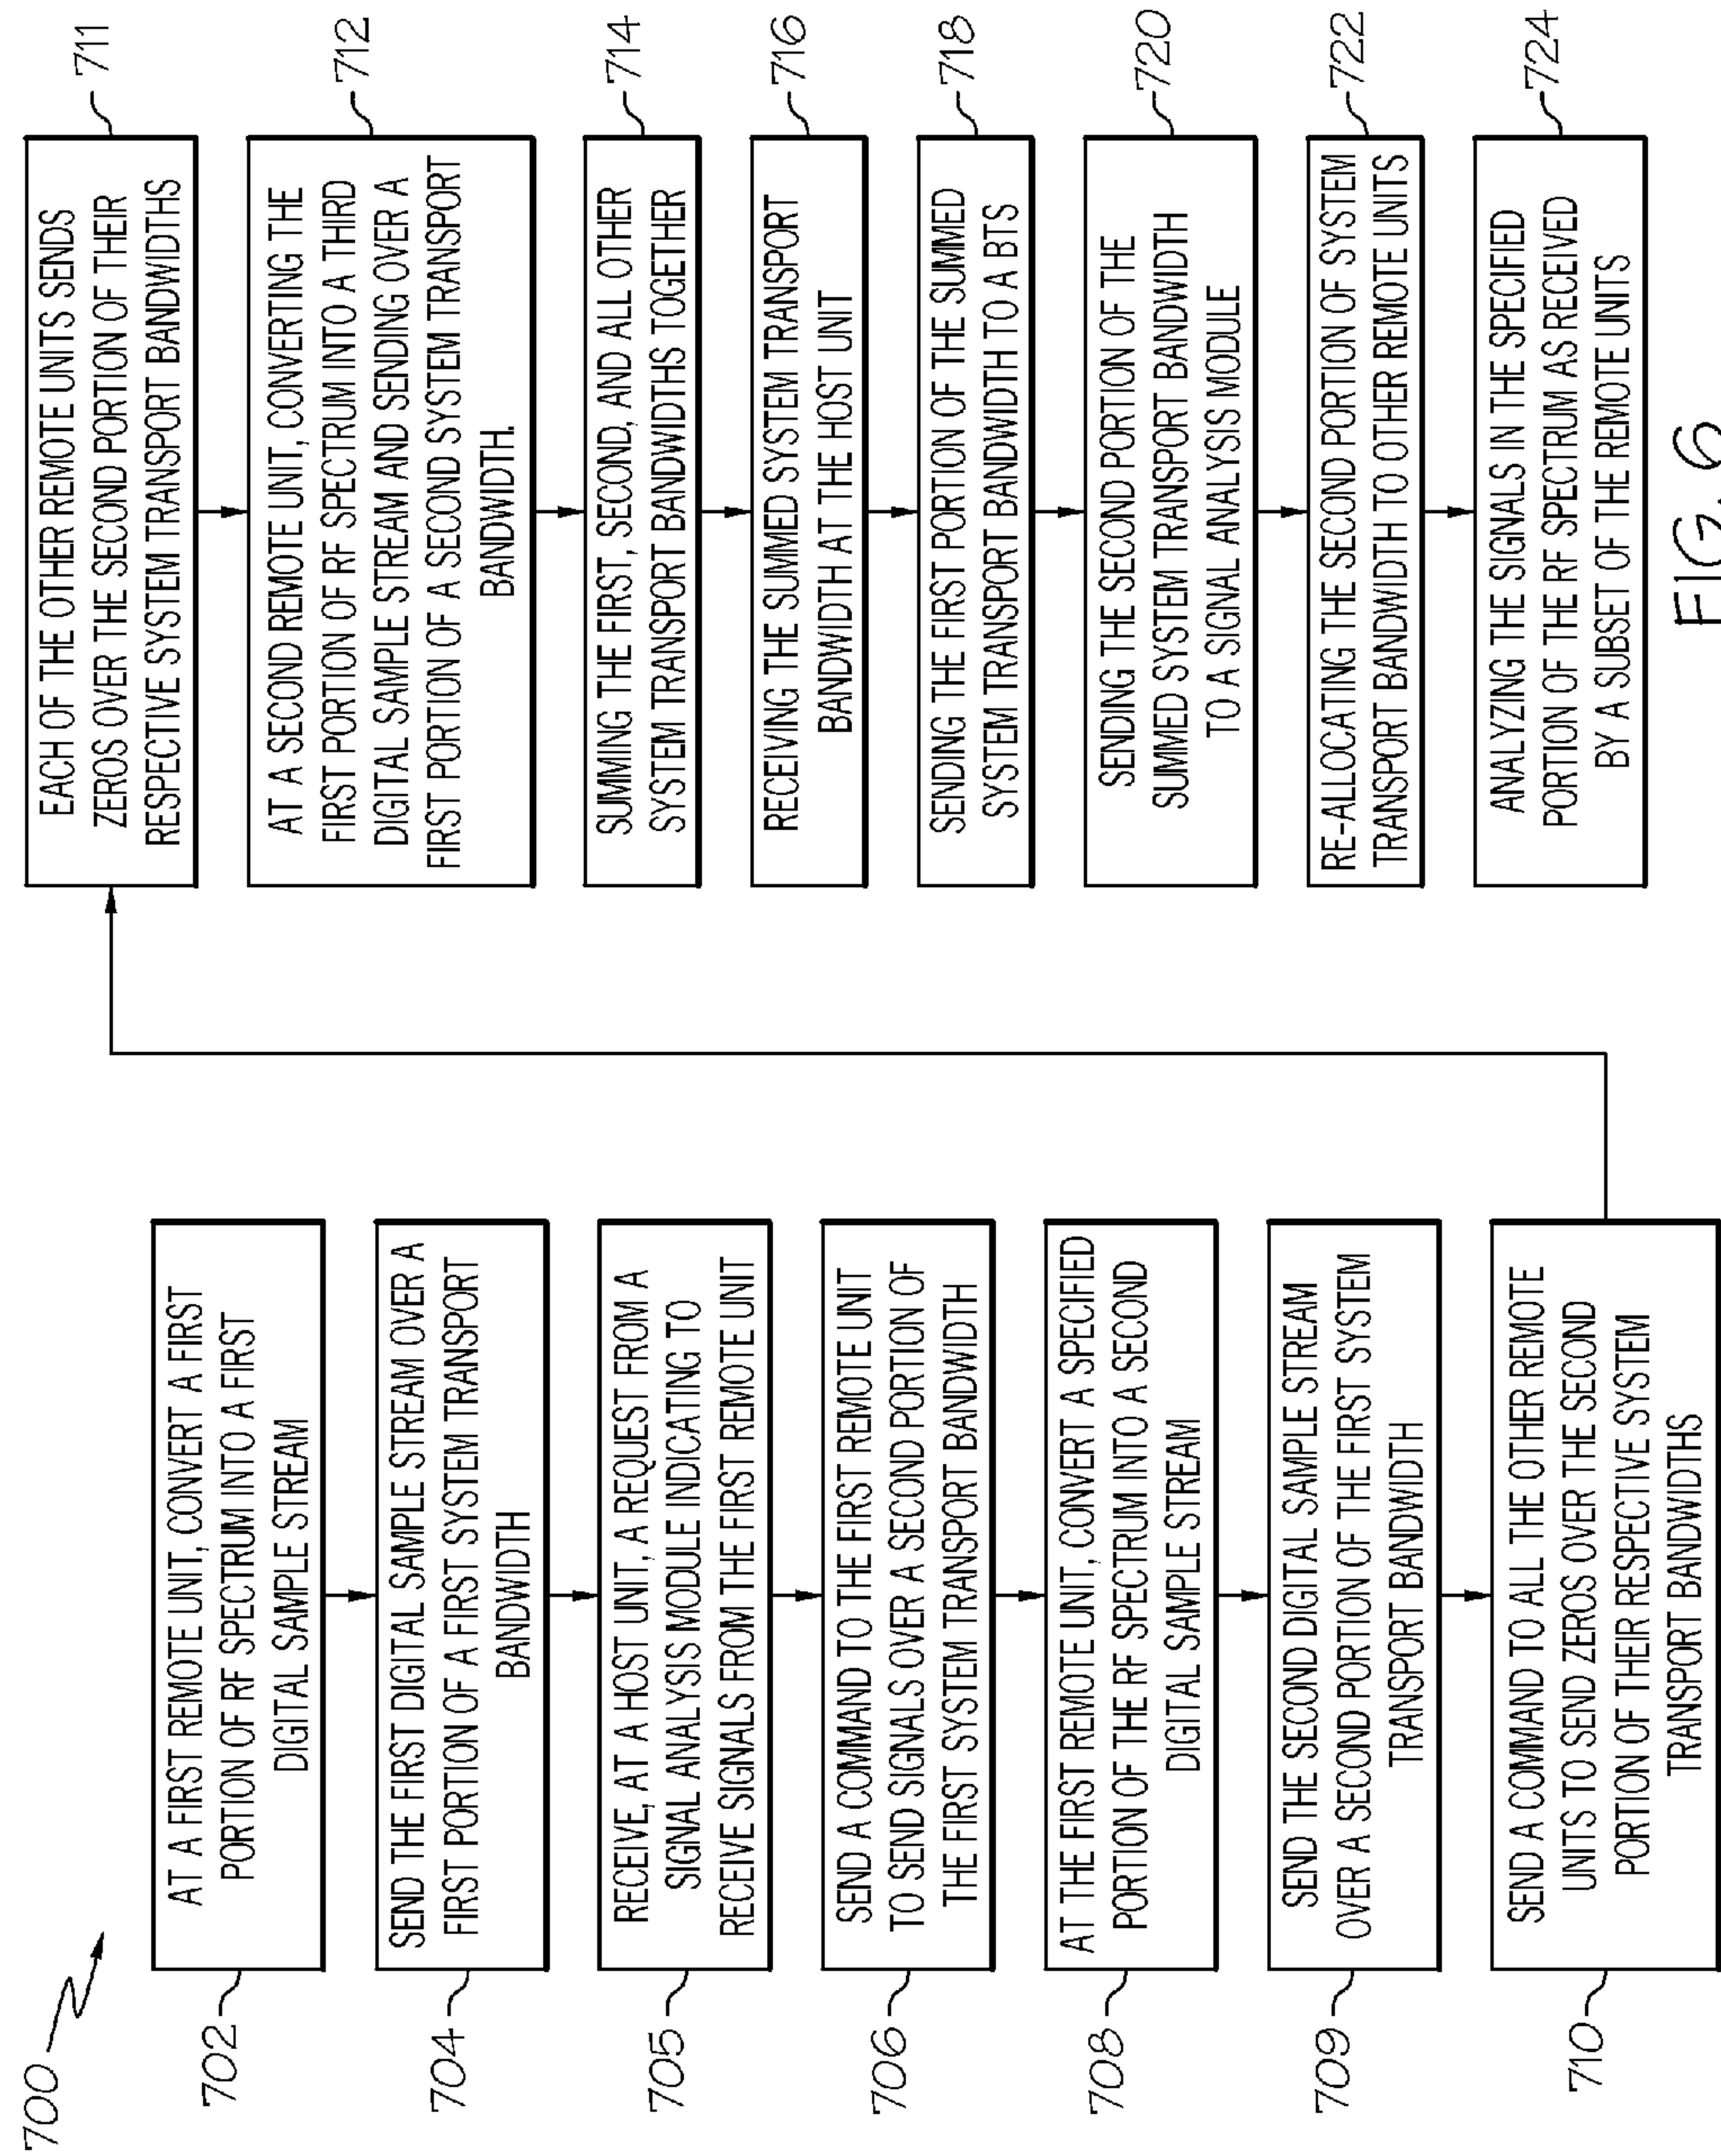 700
702
AT A FIRST REMOTE UNIT, CONVERT A FIRST
PORTION OF RF SPECTRUM INTO A FIRST
DIGITAL SAMPLE STREAM
704
SEND THE FIRST DIGITAL SAMPLE STREAM OVER A
FIRST PORTION OF A FIRST SYSTEM TRANSPORT
BANDWIDTH
705
RECEIVE, AT A HOST UNIT, A REQUEST FROM A
SIGNAL ANALYSIS MODULE INDICATING TO
RECEIVE SIGNALS FROM THE FIRST REMOTE UNIT
706
SEND A COMMAND TO THE FIRST REMOTE UNIT
TO SEND SIGNALS OVER A SECOND PORTION OF
THE FIRST SYSTEM TRANSPORT BANDWIDTH
708
AT THE FIRST REMOTE UNIT, CONVERT A SPECIFIED
PORTION OF THE RF SPECTRUM INTO A SECOND
DIGITAL SAMPLE STREAM
709
SEND THE SECOND DIGITAL SAMPLE STREAM
OVER A SECOND PORTION OF THE FIRST SYSTEM
TRANSPORT BANDWIDTH
710
SEND A COMMAND TO ALL THE OTHER REMOTE
UNITS TO SEND ZEROS OVER THE SECOND
PORTION OF THEIR RESPECTIVE SYSTEM
TRANSPORT BANDWIDTHS
711
EACH OF THE OTHER REMOTE UNITS SENDS
ZEROS OVER THE SECOND PORTION OF THEIR
RESPECTIVE SYSTEM TRANSPORT BANDWIDTHS
712
AT A SECOND REMOTE UNIT, CONVERTING THE
FIRST PORTION OF RF SPECTRUM INTO A THIRD
DIGITAL SAMPLE STREAM AND SENDING OVER A
FIRST PORTION OF A SECOND SYSTEM TRANSPORT
BANDWIDTH.
714
SUMMING THE FIRST, SECOND, AND ALL OTHER
SYSTEM TRANSPORT BANDWIDTHS TOGETHER
716
RECEIVING THE SUMMED SYSTEM TRANSPORT
BANDWIDTH AT THE HOST UNIT
718
SENDING THE FIRST PORTION OF THE SUMMED
SYSTEM TRANSPORT BANDWIDTH TO A BTS
720
SENDING THE SECOND PORTION OF THE
SUMMED SYSTEM TRANSPORT BANDWIDTH
TO A SIGNAL ANALYSIS MODULE
722
RE-ALLOCATING THE SECOND PORTION OF SYSTEM
TRANSPORT BANDWIDTH TO OTHER REMOTE UNITS
724
ANALYZING THE SIGNALS IN THE SPECIFIED
PORTION OF THE RF SPECTRUM AS RECEIVED
BY A SUBSET OF THE REMOTE UNITS
FIG. 6